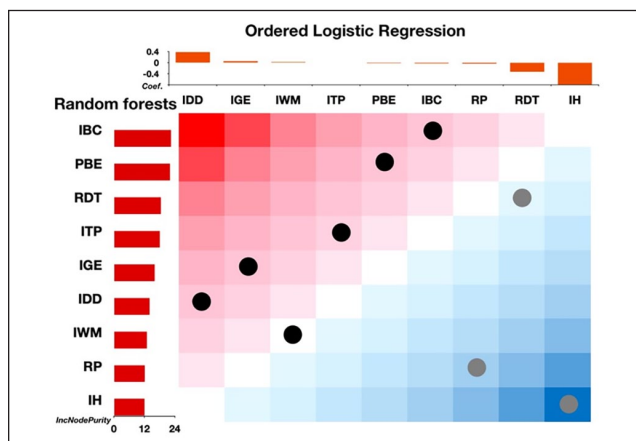 Ordered Logistic Regression
0.4
0
-0.4
Coef.
Random forests IDD IGE IWM ITP PBE IBC RP RDT IH
IBC
PBE
RDT
ITP
IGE
IDD
IWM
RP
IH
IncNodePurity
0 12 24